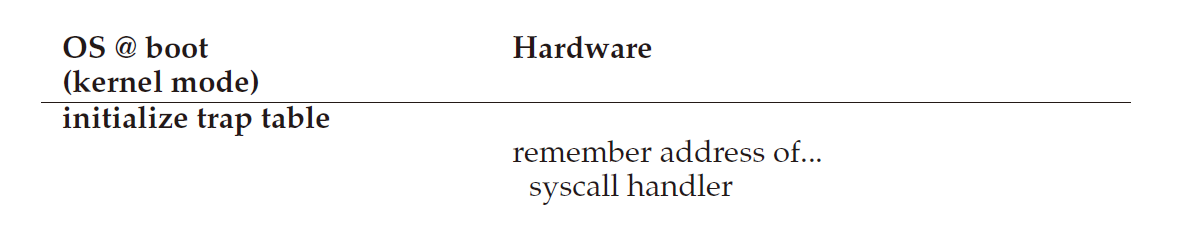 OS @ boot Hardware
(kernel mode)
initialize trap table
remember address of...
syscall handler